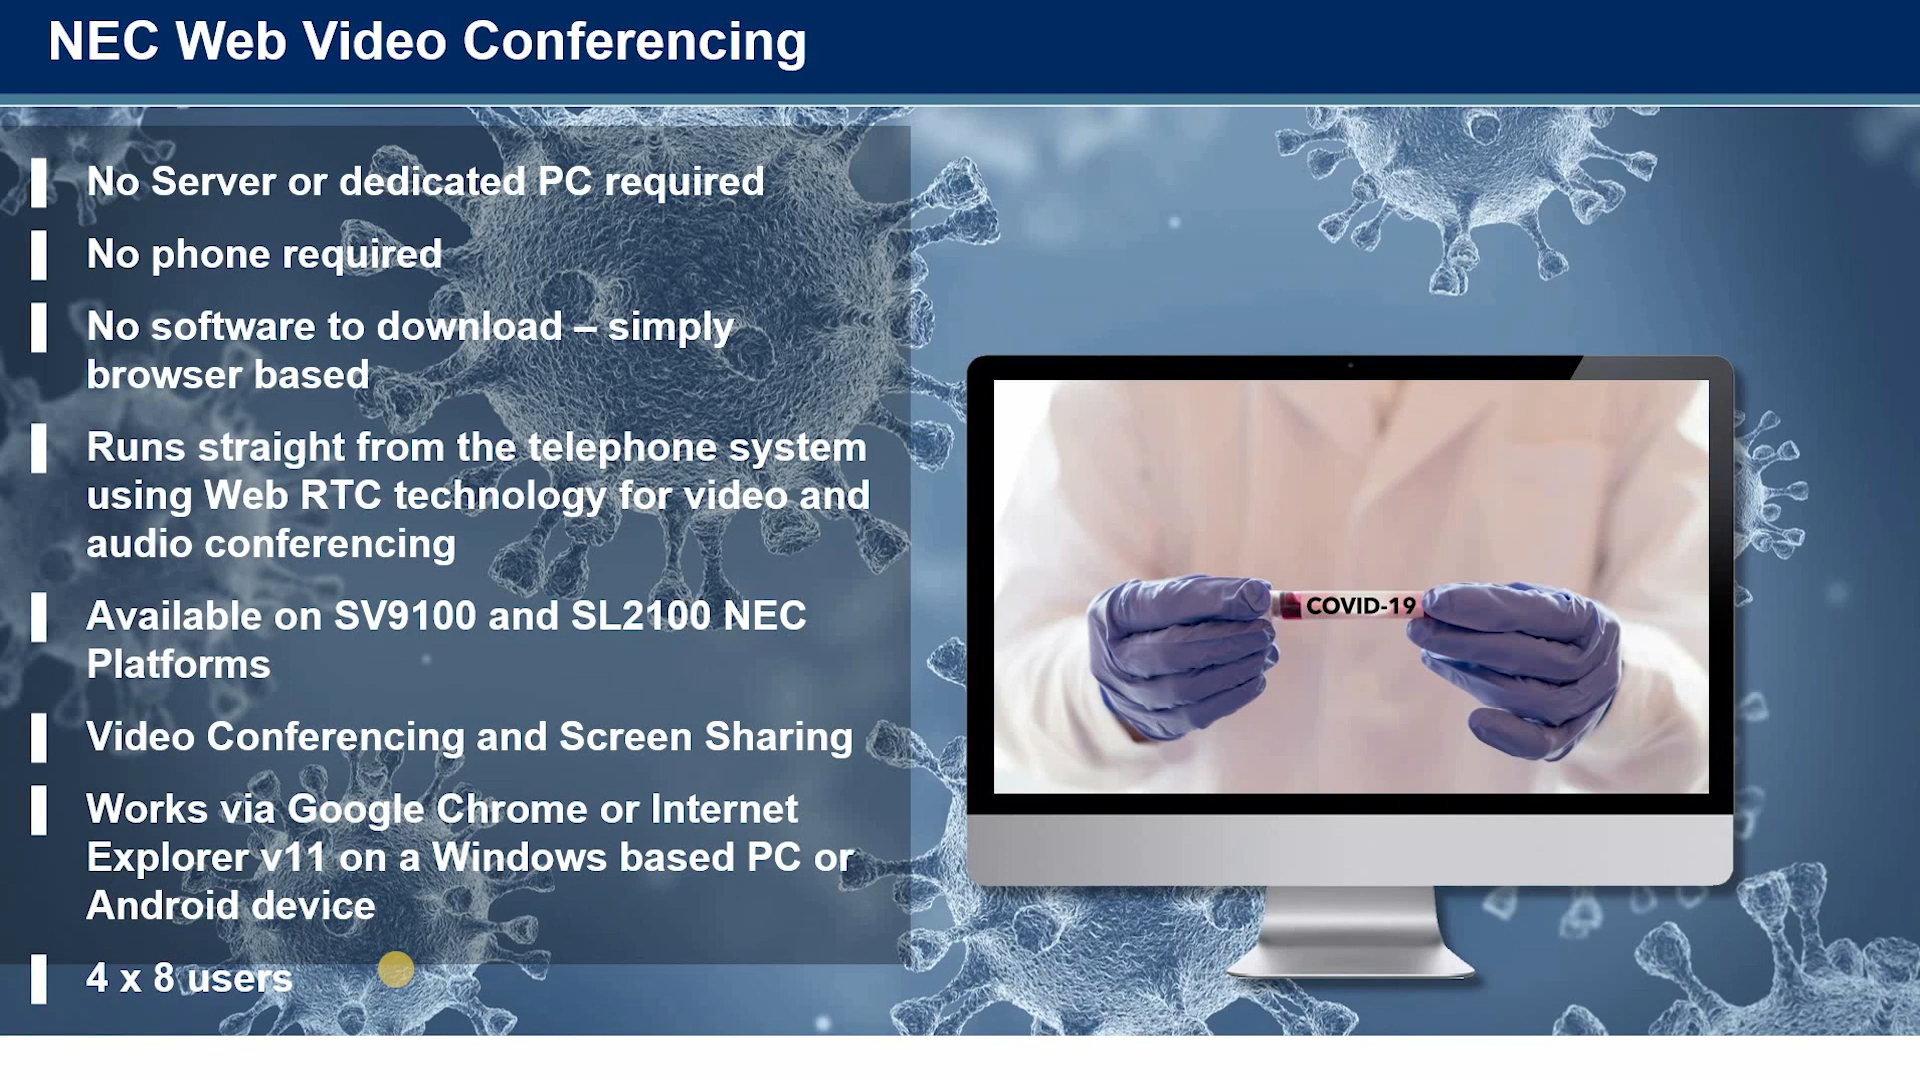 NEC Web Video Conferencing
No Server or dedicated PC required
No phone required
No software to download – simply
browser based
Runs straight from the telephone system
using Web RTC technology for video and
audio conferencing
Available on SV9100 and SL2100 NEC
Platforms
Video Conferencing and Screen Sharing
Works via Google Chrome or Internet
Explorer v11 on a Windows based PC or
Android device
4 x 8 users
COVID-19